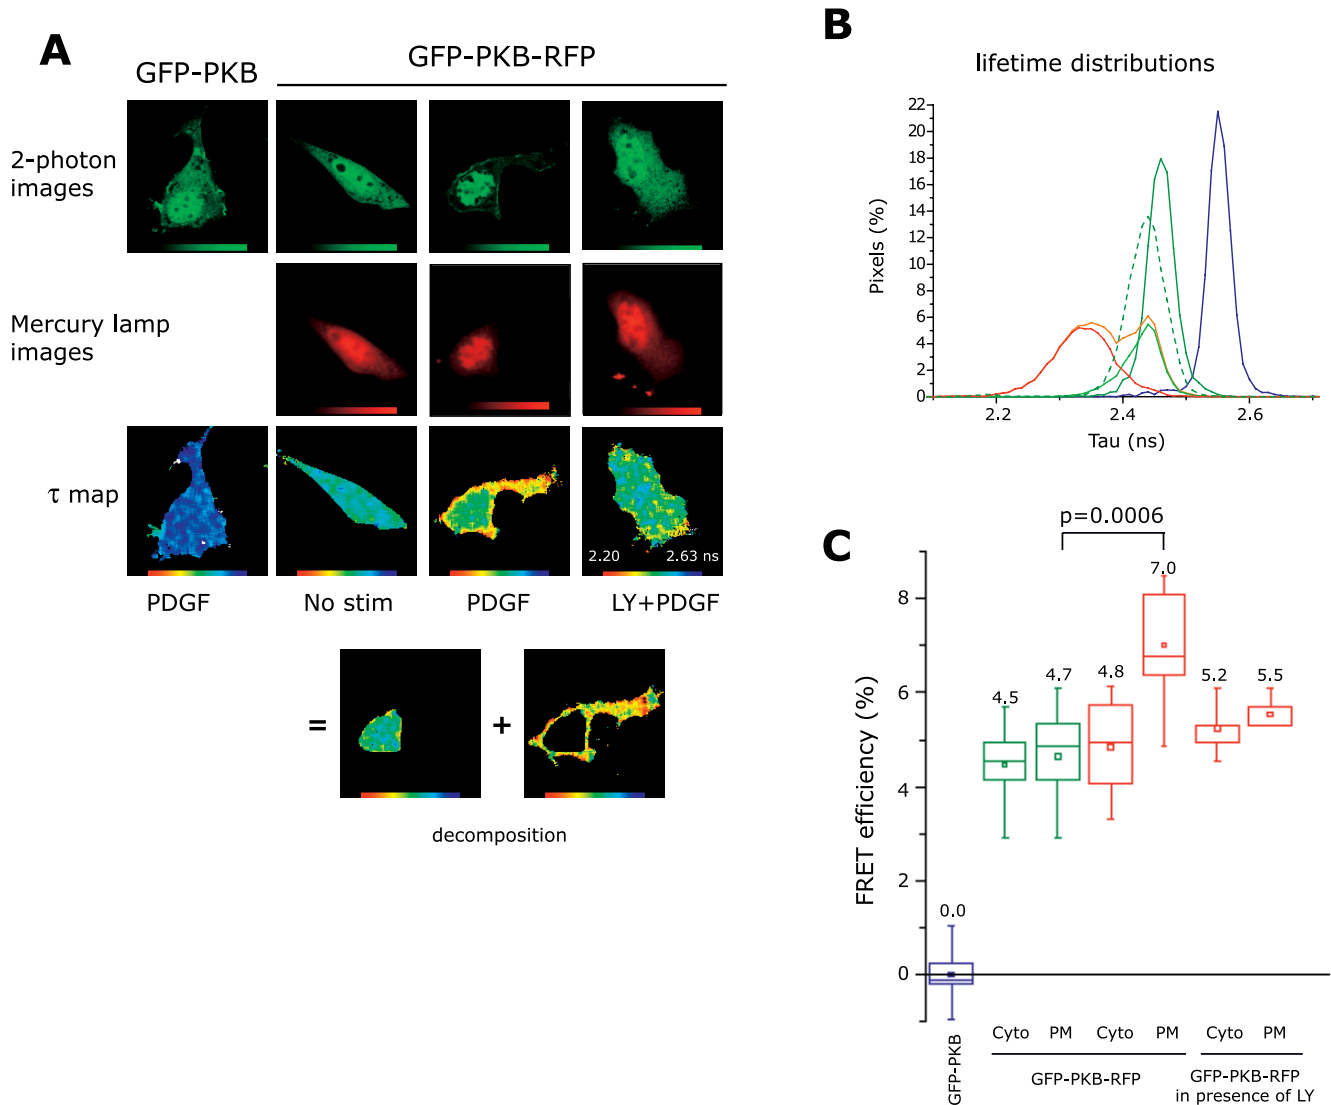 A
GFP-PKB
GFP-PKB-RFP
2-photon
images
Mercury lamp
images
τ map
2.20
2.63 ns
PDGF
No stim
PDGF
LY+PDGF
=
+
decomposition
B
lifetime distributions
22
20
18
16
14
12
10
8
6
4
2
0
Pixels (%)
2.2
2.4
2.6
Tau (ns)
C
p=0.0006
7.0
4.5
4.7
4.8
5.2
5.5
0.0
8
6
4
2
0
FRET efficiency (%)
GFP-PKB
Cyto
PM
Cyto
PM
Cyto
PM
GFP-PKB-RFP
GFP-PKB-RFP
in presence of LY